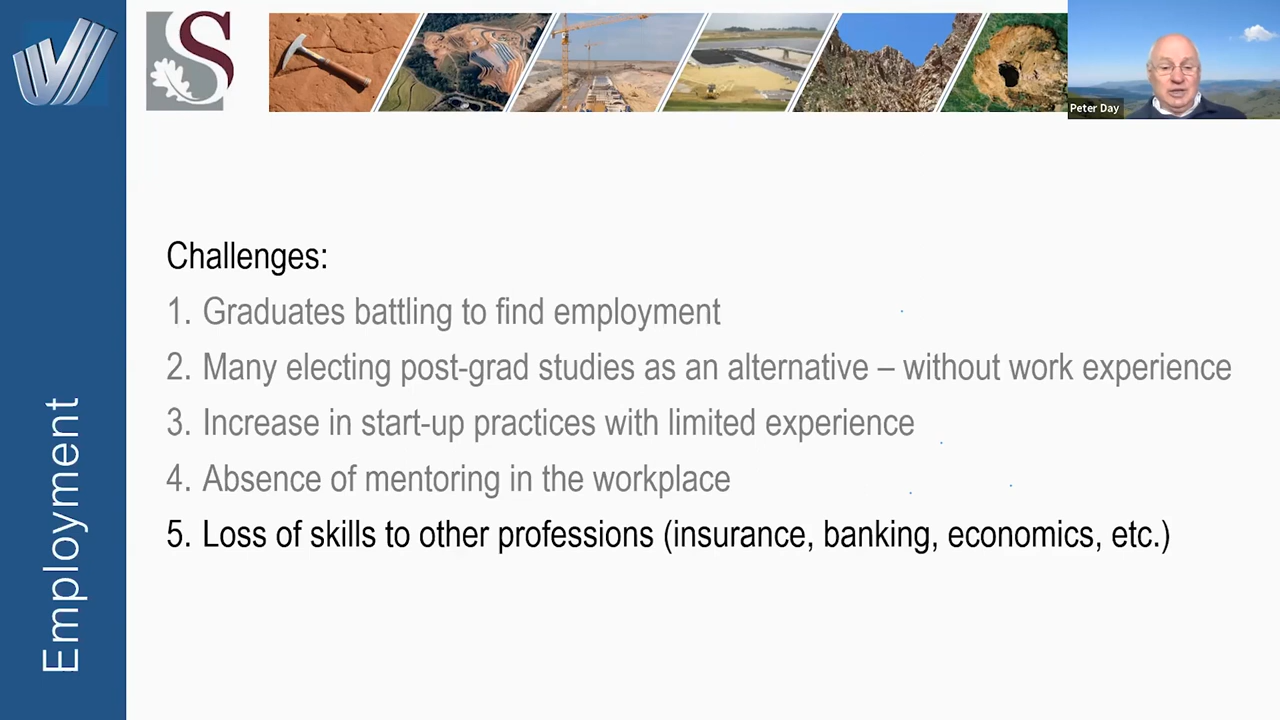 Peter Day
Challenges:
1. Graduates battling to find employment
2. Many electing post-grad studies as an alternative – without work experience
3. Increase in start-up practices with limited experience
4. Absence of mentoring in the workplace
5. Loss of skills to other professions (insurance, banking, economics, etc.)
Employment